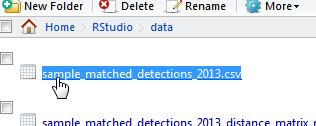 New Folder Delete Rename More
Home > RStudio > data
sample_matched_detections_2013.csv
sample_matched_detections_2013_distance_matrix